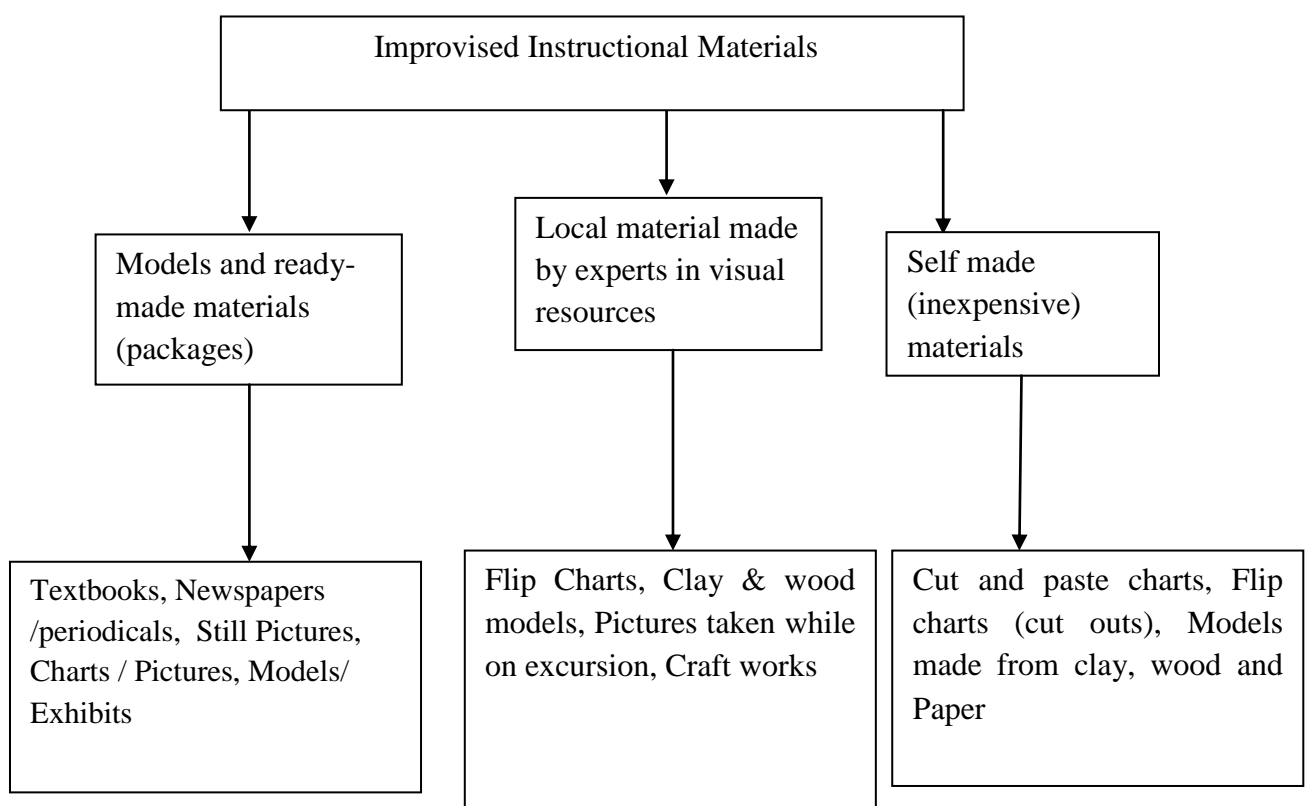 Improvised Instructional Materials
Models and ready-
made materials
(packages)
Local material made
by experts in visual
resources
Self made
(inexpensive)
materials
Textbooks, Newspapers
/periodicals,  Still Pictures,
Charts / Pictures, Models/
Exhibits
Flip Charts, Clay & wood
models, Pictures taken while
on excursion, Craft works
Cut and paste charts, Flip
charts (cut outs), Models
made from clay, wood and
Paper